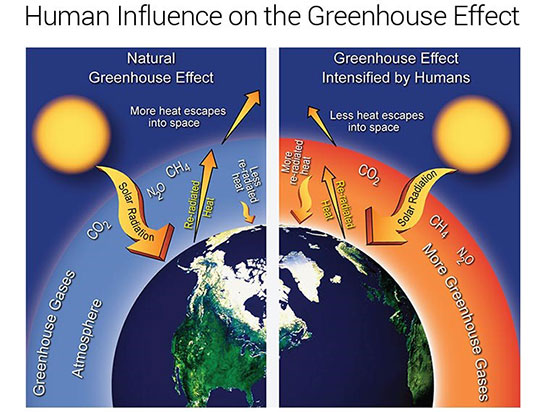 Human Influence on the Greenhouse Effect
Natural
Greenhouse Effect
More heat escapes
into space
CH4
N2O
CO2
Solar Radiation
Re-radiated
Heat
Less
re-radiated
heat
Greenhouse Gases
Atmosphere
Greenhouse Effect
Intensified by Humans
Less heat escapes
into space
More
re-radiated
heat
Re-radiated
Heat
CO2
Solar Radiation
CH4
N2O
More Greenhouse Gases